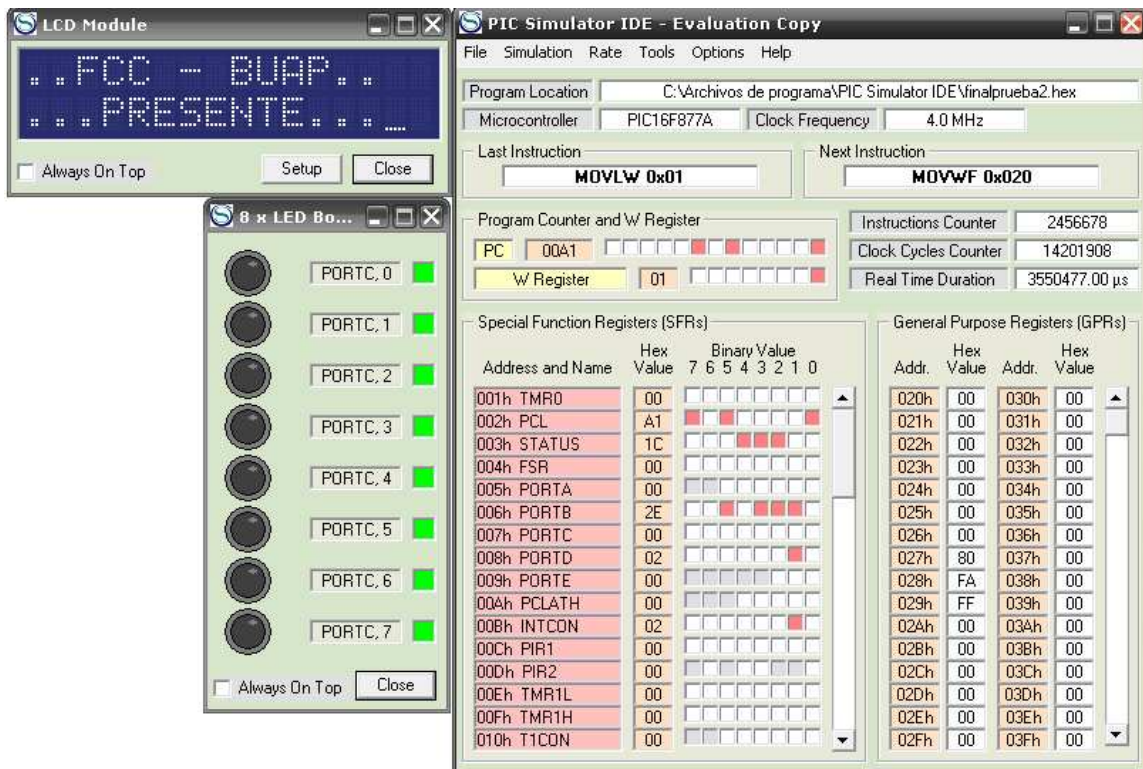 LCD Module
..FCC - BUAP..
...PRESENTE..._
Always On Top Setup Close
8 x LED Bo...
PORTC, 0
PORTC, 1
PORTC, 2
PORTC, 3
PORTC, 4
PORTC, 5
PORTC, 6
PORTC, 7
Always On Top Close
PIC Simulator IDE - Evaluation Copy
File Simulation Rate Tools Options Help
Program Location C:\Archivos de programa\PIC Simulator IDE\finalprueba2.hex
Microcontroller PIC16F877A Clock Frequency 4.0 MHz
Last Instruction Next Instruction
MOVLW 0x01 MOVWF 0x020
Program Counter and W Register
PC 00A1
W Register 01
Instructions Counter 2456678
Clock Cycles Counter 14201908
Real Time Duration 3550477.00 µs
Special Function Registers (SFRs)
Hex Binary Value
Address and Name Value 7 6 5 4 3 2 1 0
001h TMR0 00
002h PCL A1
003h STATUS 1C
004h FSR 00
005h PORTA 00
006h PORTB 2E
007h PORTC 00
008h PORTD 02
009h PORTE 00
00Ah PCLATH 00
00Bh INTCON 02
00Ch PIR1 00
00Dh PIR2 00
00Eh TMR1L 00
00Fh TMR1H 00
010h T1CON 00
General Purpose Registers (GPRs)
Hex Hex
Addr. Value Addr. Value
020h 00 030h 00
021h 00 031h 00
022h 00 032h 00
023h 00 033h 00
024h 00 034h 00
025h 00 035h 00
026h 00 036h 00
027h 80 037h 00
028h FA 038h 00
029h FF 039h 00
02Ah 00 03Ah 00
02Bh 00 03Bh 00
02Ch 00 03Ch 00
02Dh 00 03Dh 00
02Eh 00 03Eh 00
02Fh 00 03Fh 00